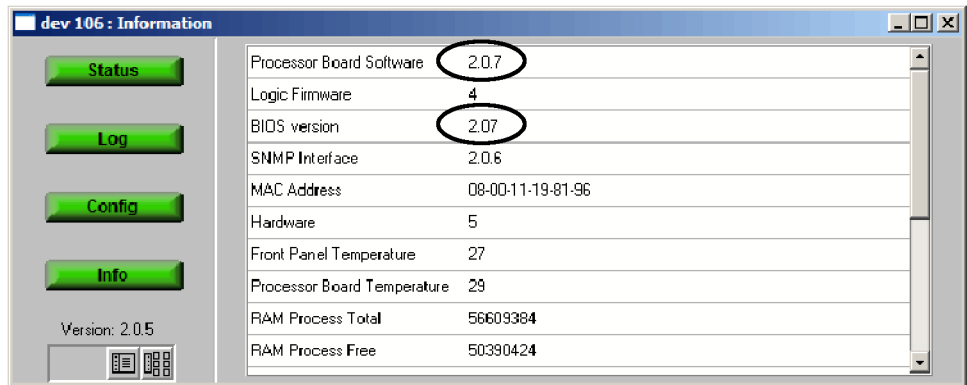 dev 106 : Information
Status
Log
Config
Info
Version: 2.0.5
Processor Board Software 2.0.7
Logic Firmware 4
BIOS version 2.07
SNMP Interface 2.0.6
MAC Address 08-00-11-19-81-96
Hardware 5
Front Panel Temperature 27
Processor Board Temperature 29
RAM Process Total 56609384
RAM Process Free 50390424